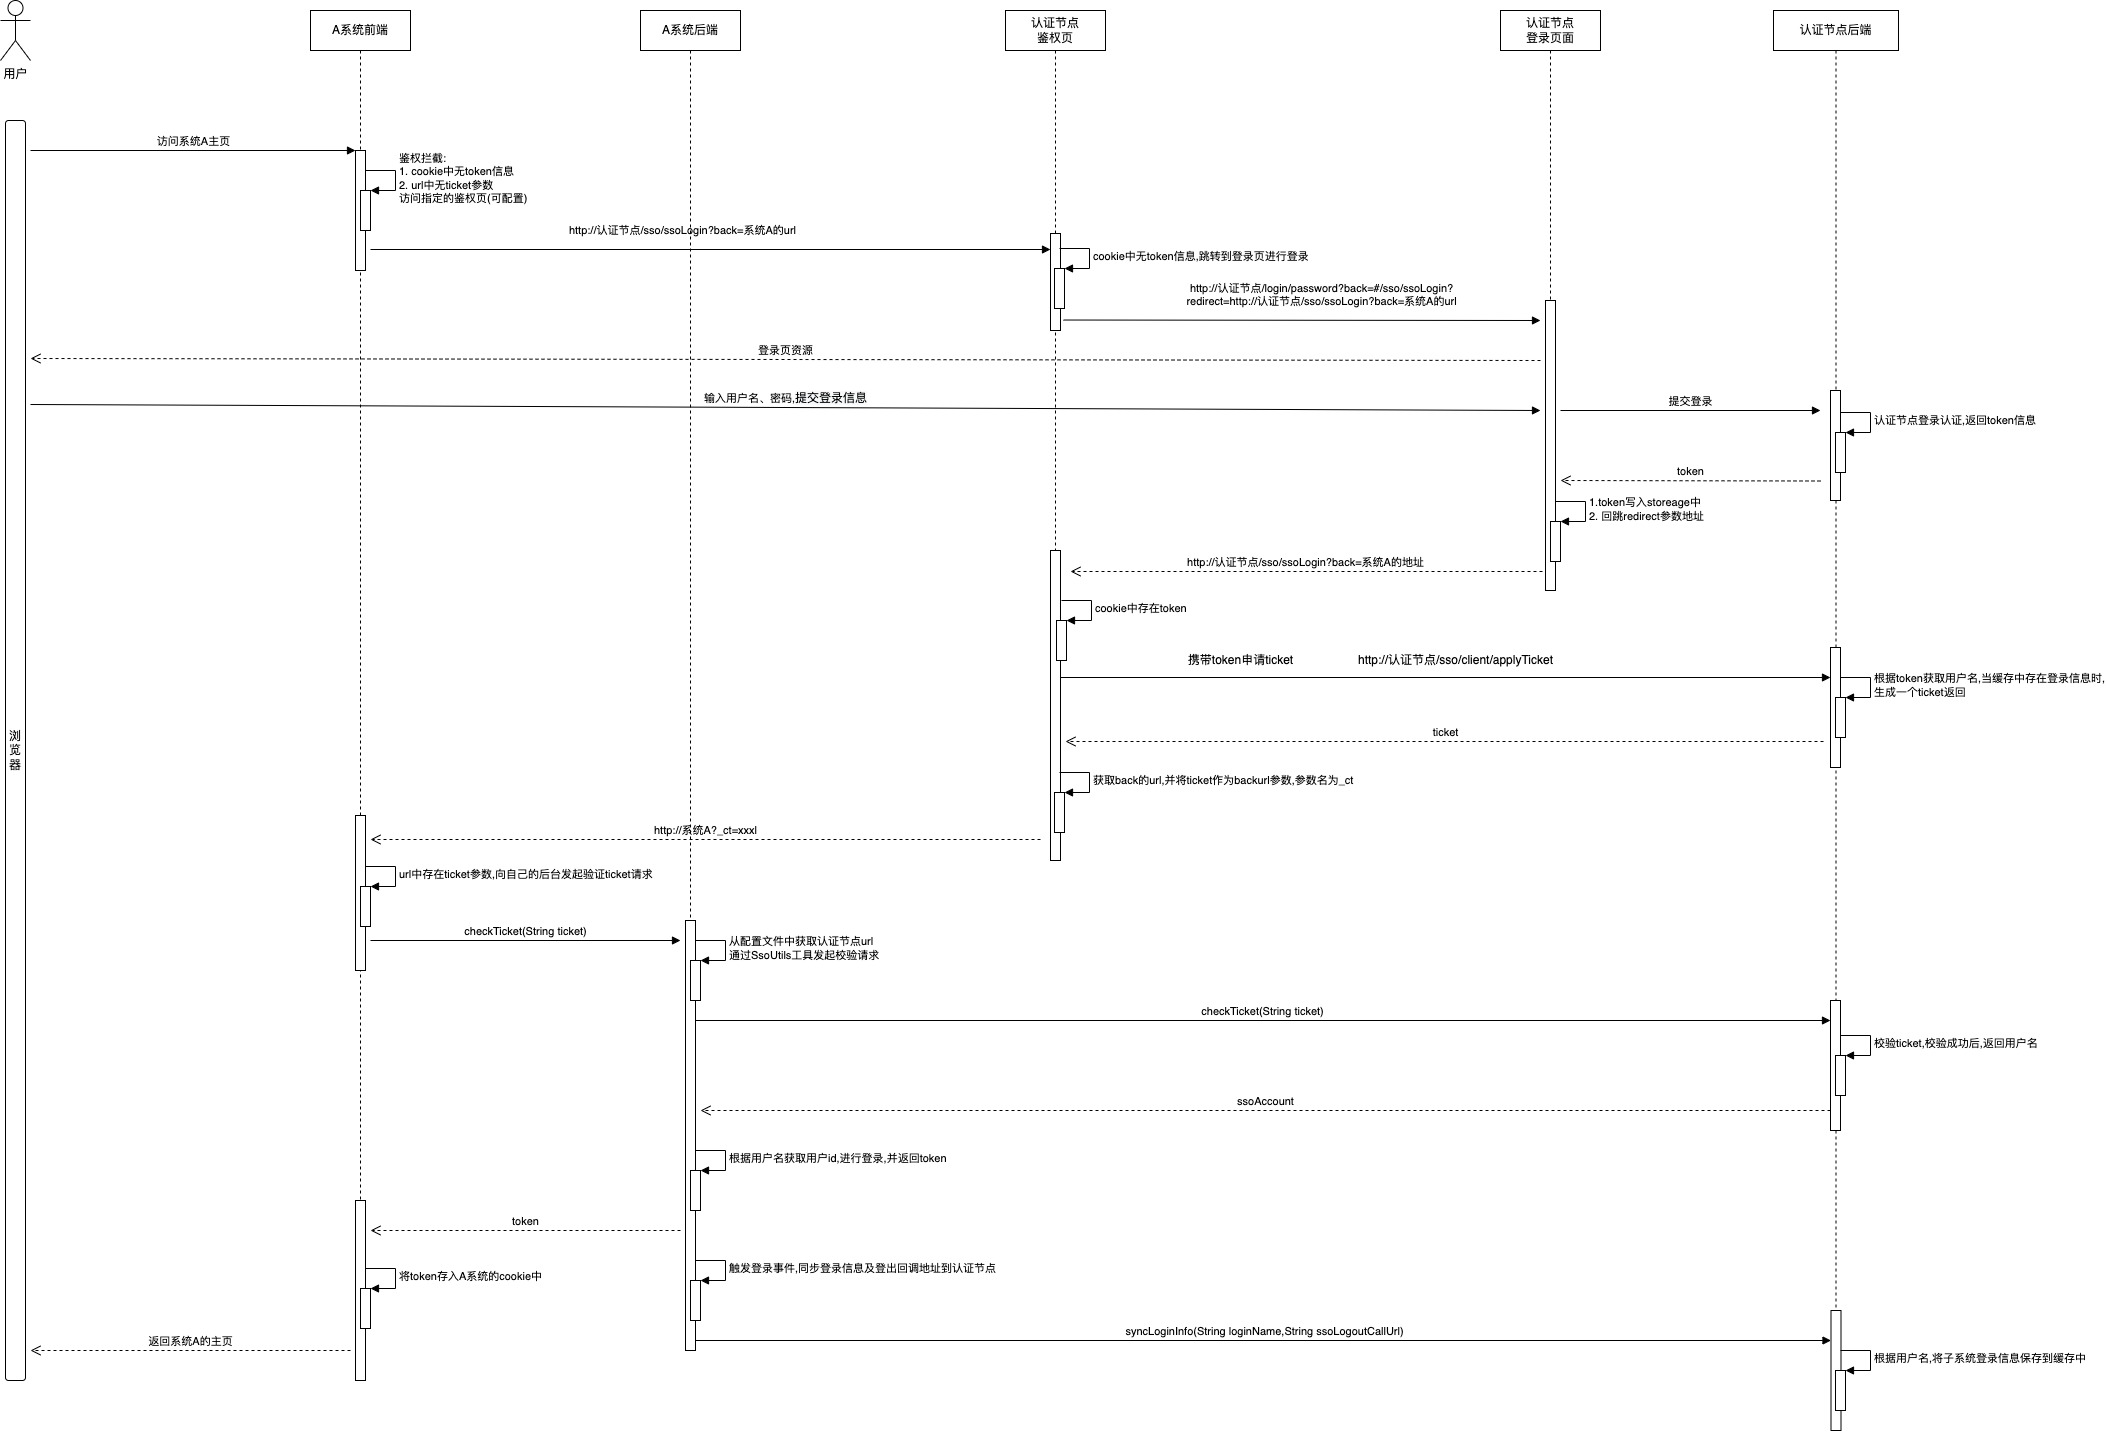 用户
A系统前端
A系统后端
认证节点
鉴权页
认证节点
登录页面
认证节点后端
浏
览
器
访问系统A主页
鉴权拦截:
1. cookie中无token信息
2. url中无ticket参数
访问指定的鉴权页(可配置)
http://认证节点/sso/ssoLogin?back=系统A的url
cookie中无token信息,跳转到登录页进行登录
http://认证节点/login/password?back=#/sso/ssoLogin?
redirect=http://认证节点/sso/ssoLogin?back=系统A的url
登录页资源
输入用户名、密码,提交登录信息
提交登录
认证节点登录认证,返回token信息
token
1.token写入storeage中
2. 回跳redirect参数地址
http://认证节点/sso/ssoLogin?back=系统A的地址
cookie中存在token
携带token申请ticket http://认证节点/sso/client/applyTicket
根据token获取用户名,当缓存中存在登录信息时,
生成一个ticket返回
ticket
获取back的url,并将ticket作为backurl参数,参数名为_ct
http://系统A?_ct=xxxl
url中存在ticket参数,向自己的后台发起验证ticket请求
checkTicket(String ticket)
从配置文件中获取认证节点url
通过SsoUtils工具发起校验请求
checkTicket(String ticket)
校验ticket,校验成功后,返回用户名
ssoAccount
根据用户名获取用户id,进行登录,并返回token
token
触发登录事件,同步登录信息及登出回调地址到认证节点
将token存入A系统的cookie中
syncLoginInfo(String loginName,String ssoLogoutCallUrl)
返回系统A的主页
根据用户名,将子系统登录信息保存到缓存中